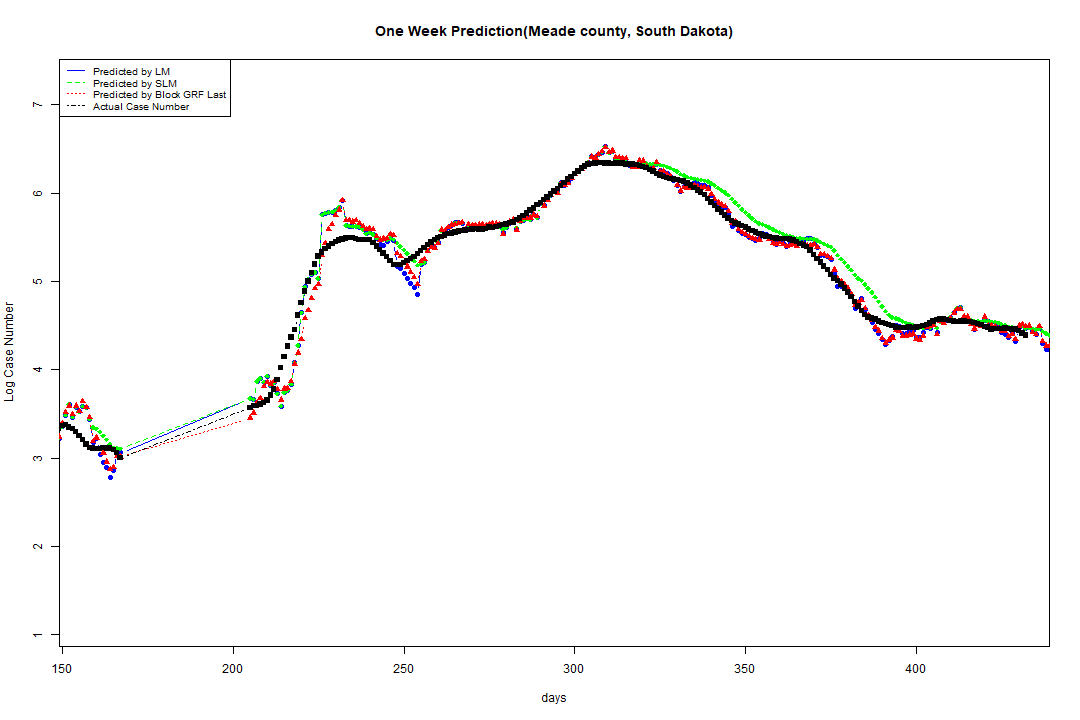 One Week Prediction(Meade county, South Dakota)
Predicted by LM
Predicted by SLM
Predicted by Block GRF Last
Actual Case Number
Log Case Number
7
6
5
4
3
2
1
150 200 250 300 350 400
days